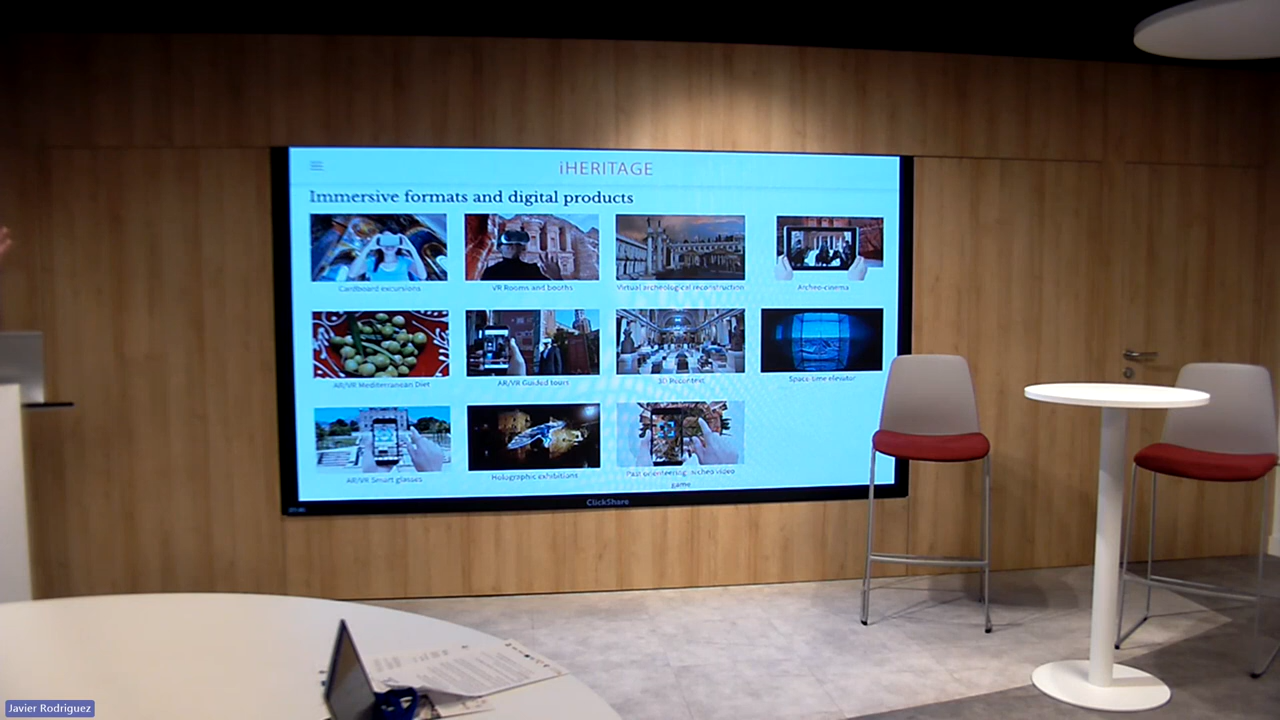 iHERITAGE
Immersive formats and digital products
Cardboard excursions
VR Rooms and booths
Virtual archeological reconstruction
Archeo-cinema
AR/VR Mediterranean Diet
AR/VR Guided tours
3D Recontext
Space-time elevator
AR/VR Smart glasses
Holographic exhibitions
Past orienteering: archeo video
game
ClickShare
Javier Rodriguez